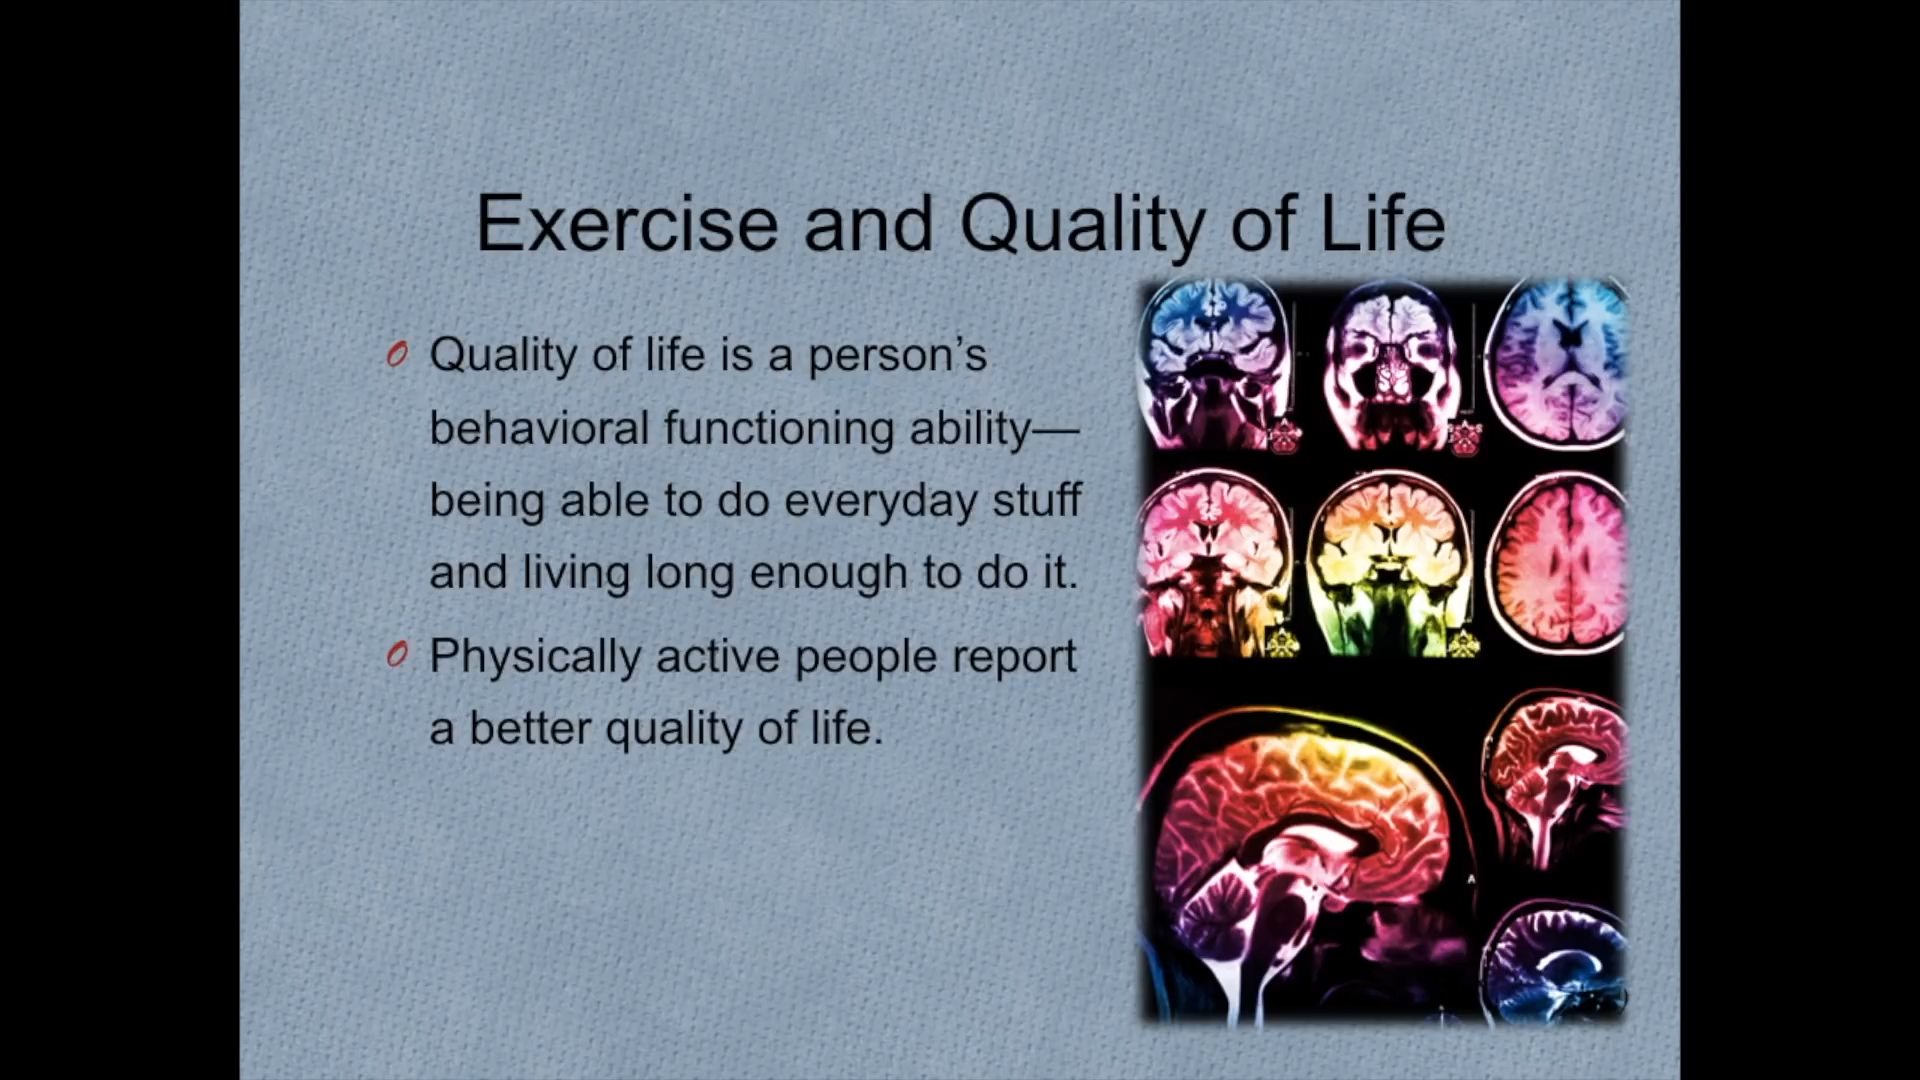 Exercise and Quality of Life
Quality of life is a person’s
behavioral functioning ability—
being able to do everyday stuff
and living long enough to do it.
Physically active people report
a better quality of life.
A